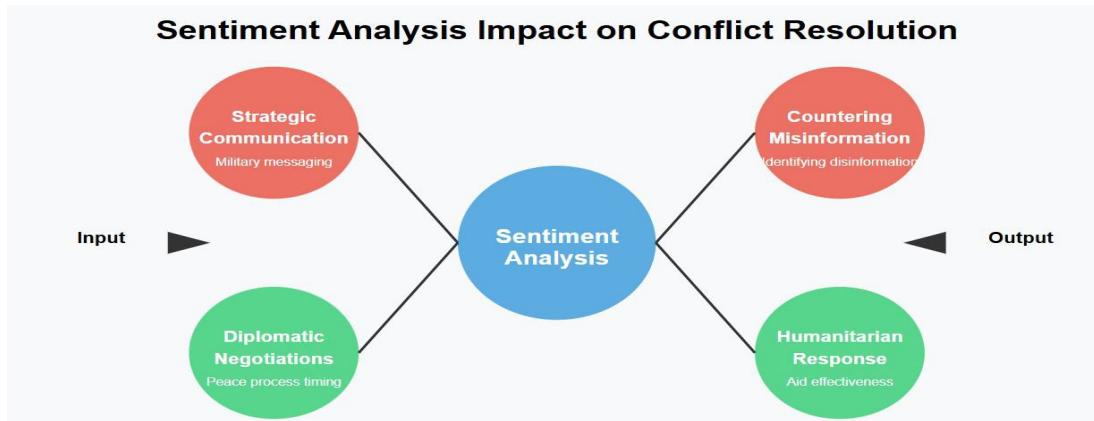 Sentiment Analysis Impact on Conflict Resolution
Strategic
Communication
Military messaging
Countering
Misinformation
Identifying disinformation
Input
Sentiment
Analysis
Output
Diplomatic
Negotiations
Peace process timing
Humanitarian
Response
Aid effectiveness